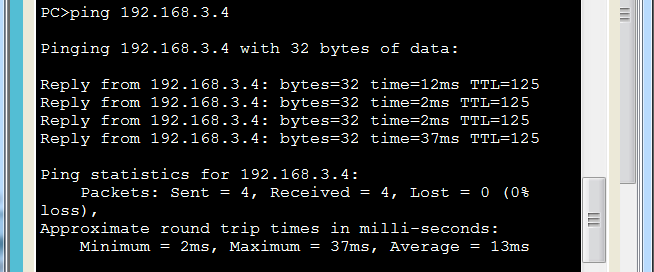 PC>ping 192.168.3.4
Pinging 192.168.3.4 with 32 bytes of data:
Reply from 192.168.3.4: bytes=32 time=12ms TTL=125
Reply from 192.168.3.4: bytes=32 time=2ms TTL=125
Reply from 192.168.3.4: bytes=32 time=2ms TTL=125
Reply from 192.168.3.4: bytes=32 time=37ms TTL=125
Ping statistics for 192.168.3.4:
Packets: Sent = 4, Received = 4, Lost = 0 (0%
loss),
Approximate round trip times in milli-seconds:
Minimum = 2ms, Maximum = 37ms, Average = 13ms